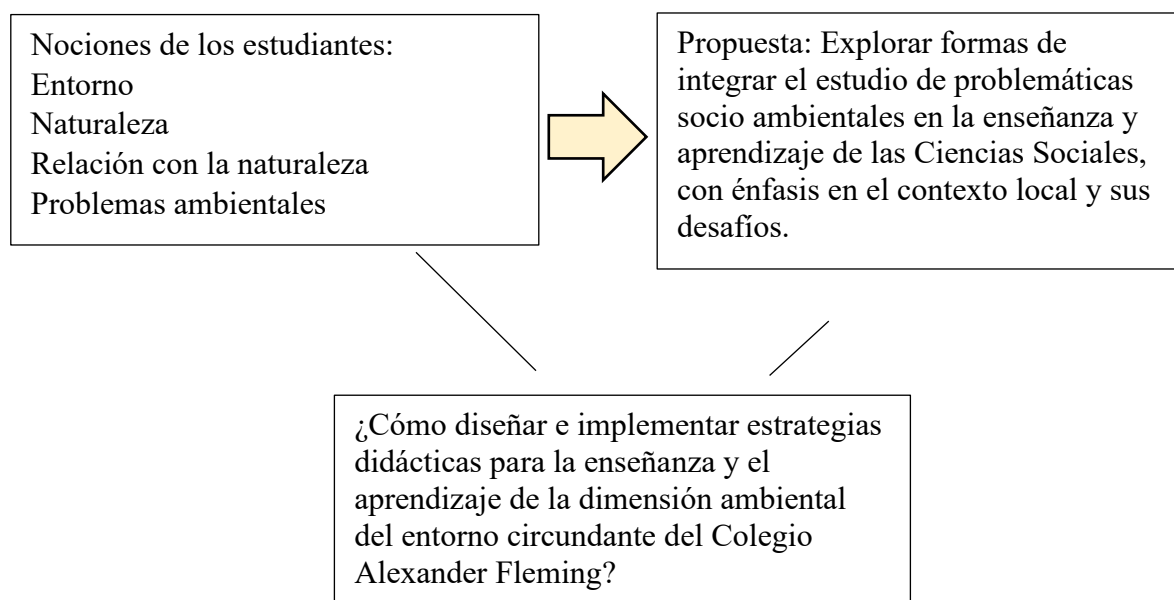 Nociones de los estudiantes:
Entorno
Naturaleza
Relación con la naturaleza
Problemas ambientales
Propuesta: Explorar formas de
integrar el estudio de problemáticas
socio ambientales en la enseñanza y
aprendizaje de las Ciencias Sociales,
con énfasis en el contexto local y sus
desafíos.
¿Cómo diseñar e implementar estrategias
didácticas para la enseñanza y el
aprendizaje de la dimensión ambiental
del entorno circundante del Colegio
Alexander Fleming?